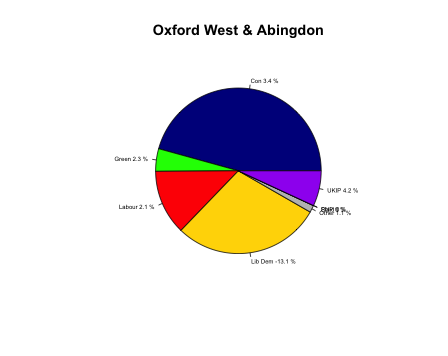 Oxford West & Abingdon
Con 3.4 %
Green 2.3 %
UKIP 4.2 %
Labour 2.1 %
Other 1.1 %
Lib Dem -13.1 %